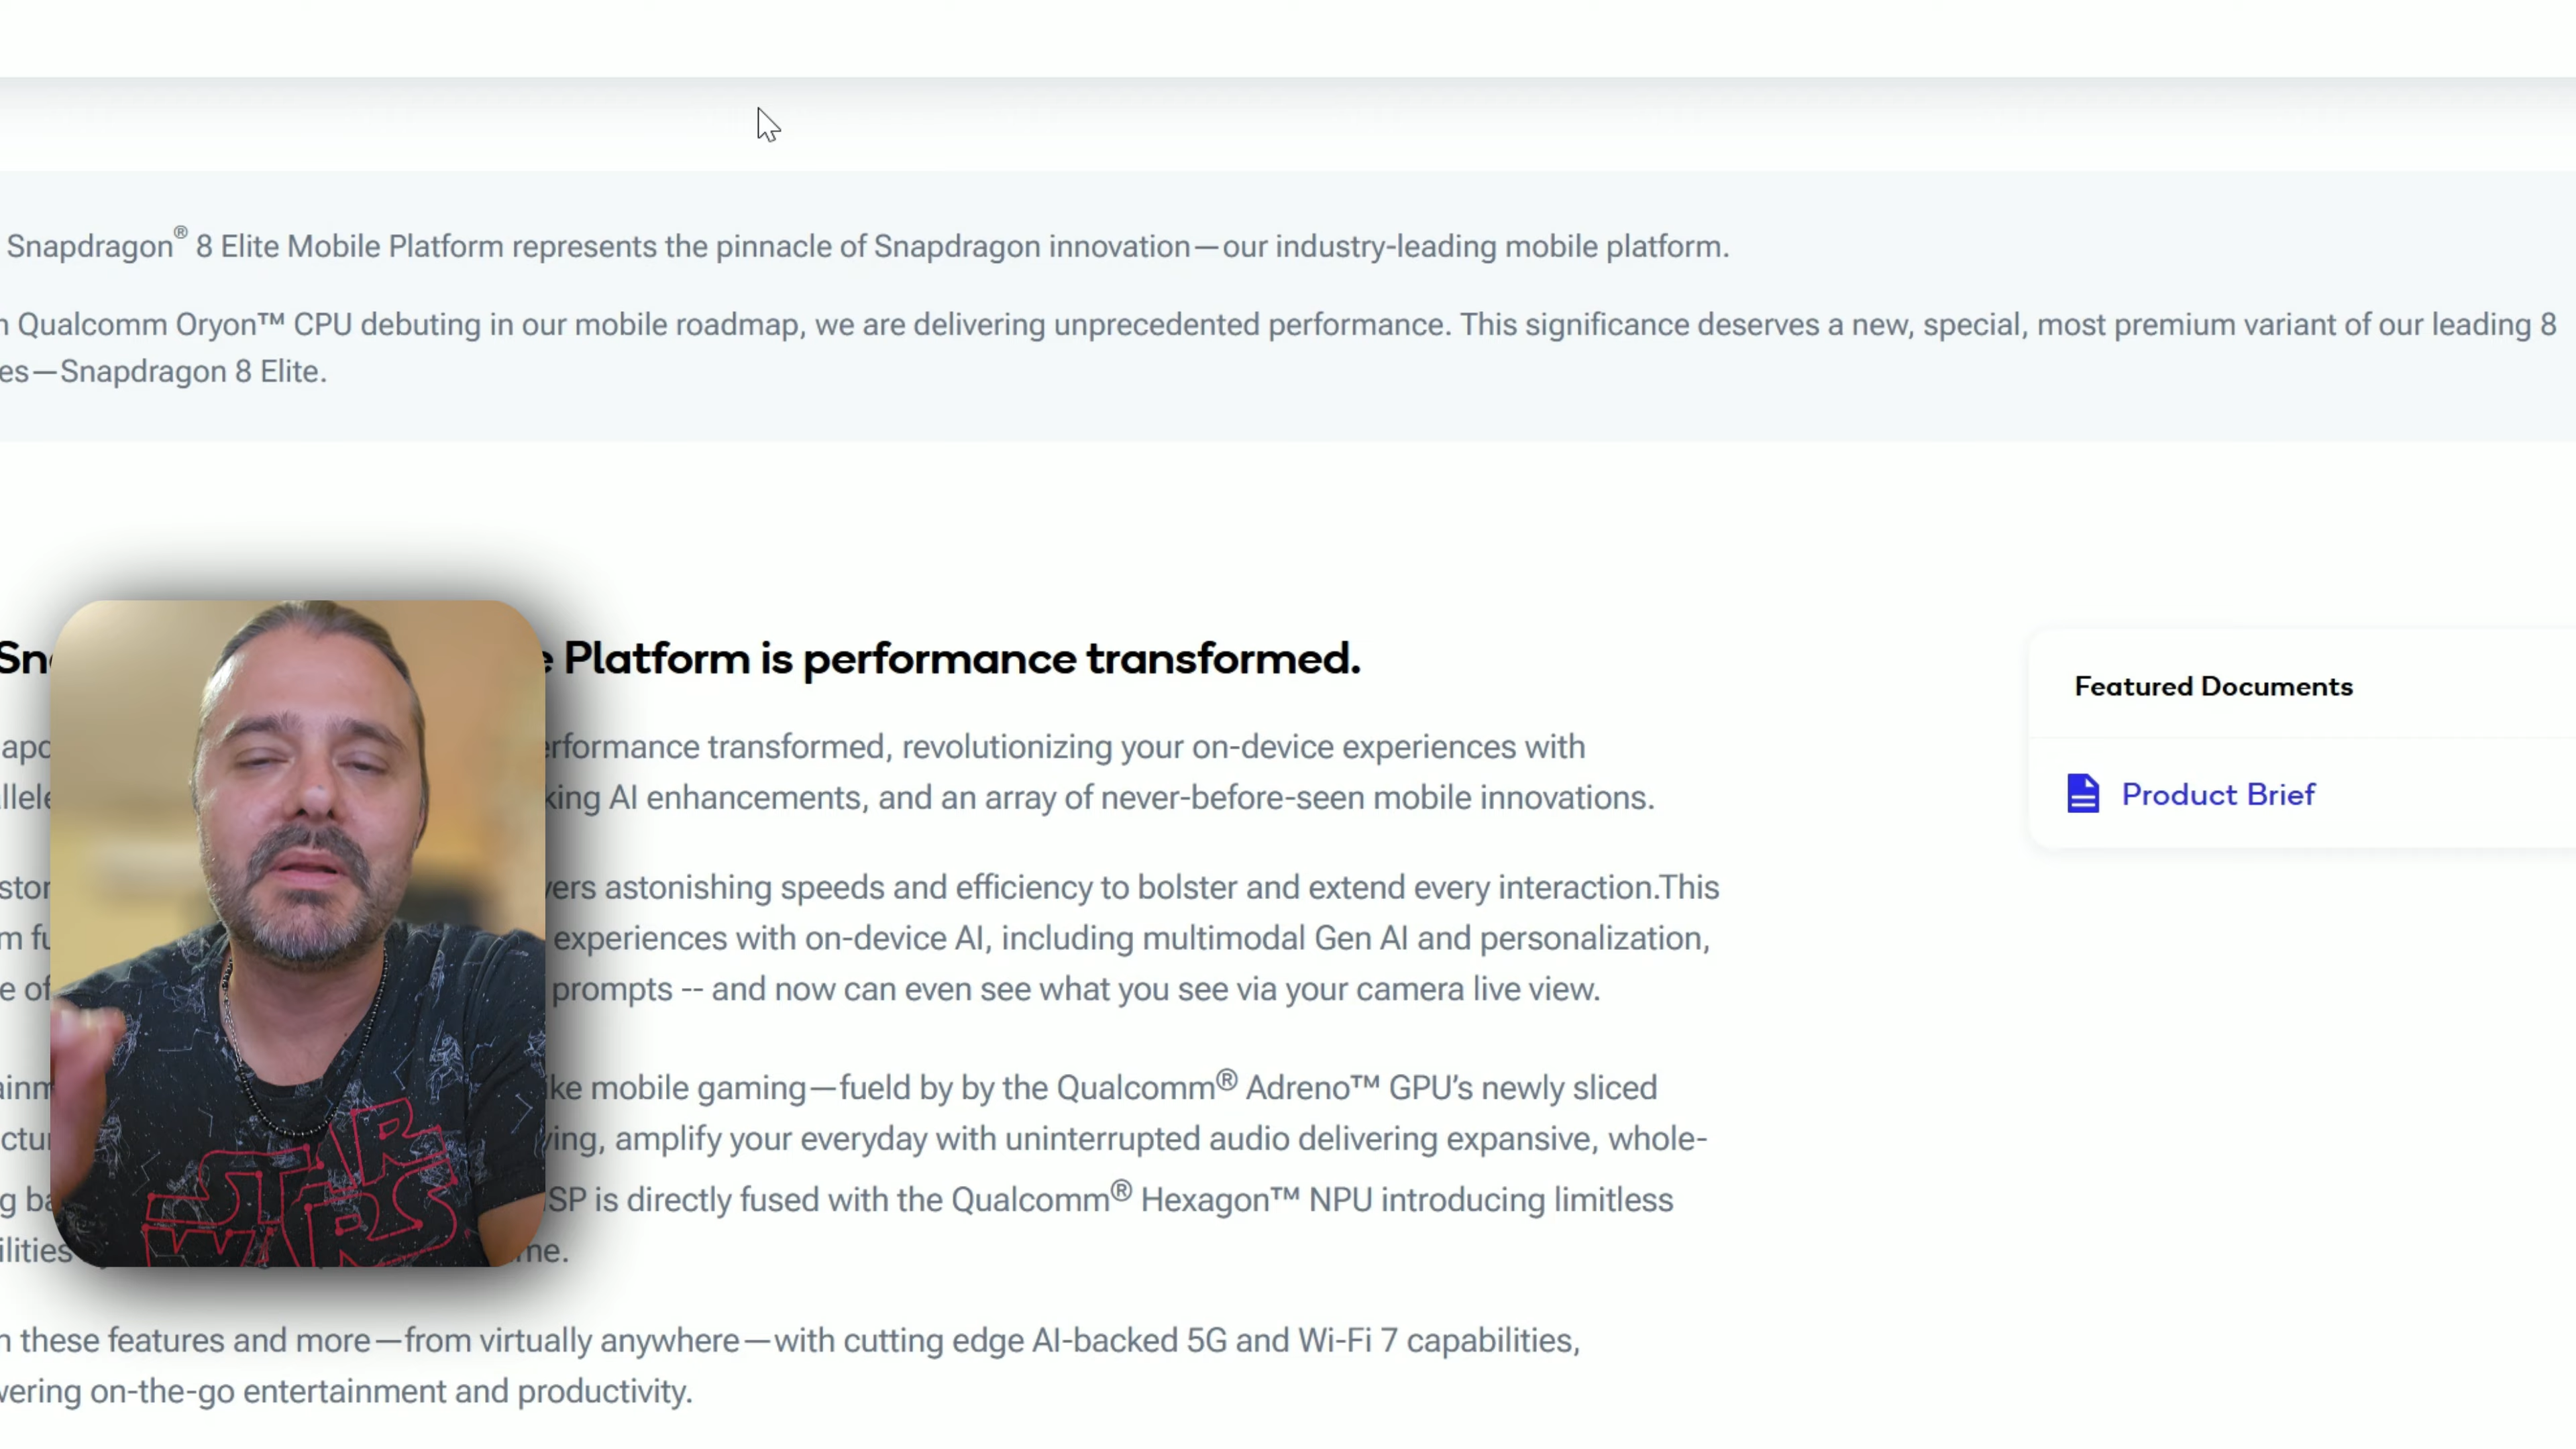 Snapdragon® 8 Elite Mobile Platform represents the pinnacle of Snapdragon innovation—our industry-leading mobile platform.
Qualcomm Oryon™ CPU debuting in our mobile roadmap, we are delivering unprecedented performance. This significance deserves a new, special, most premium variant of our leading 8
es—Snapdragon 8 Elite.
Platform is performance transformed.
Featured Documents
Product Brief
erformance transformed, revolutionizing your on-device experiences with
king AI enhancements, and an array of never-before-seen mobile innovations.
vers astonishing speeds and efficiency to bolster and extend every interaction.This
experiences with on-device AI, including multimodal Gen AI and personalization,
e of prompts -- and now can even see what you see via your camera live view.
ke mobile gaming—fueld by by the Qualcomm® Adreno™ GPU's newly sliced
ing, amplify your everyday with uninterrupted audio delivering expansive, whole-
SP is directly fused with the Qualcomm® Hexagon™ NPU introducing limitless
ilities me.
these features and more—from virtually anywhere—with cutting edge AI-backed 5G and Wi-Fi 7 capabilities,
wering on-the-go entertainment and productivity.
STAR
WARS